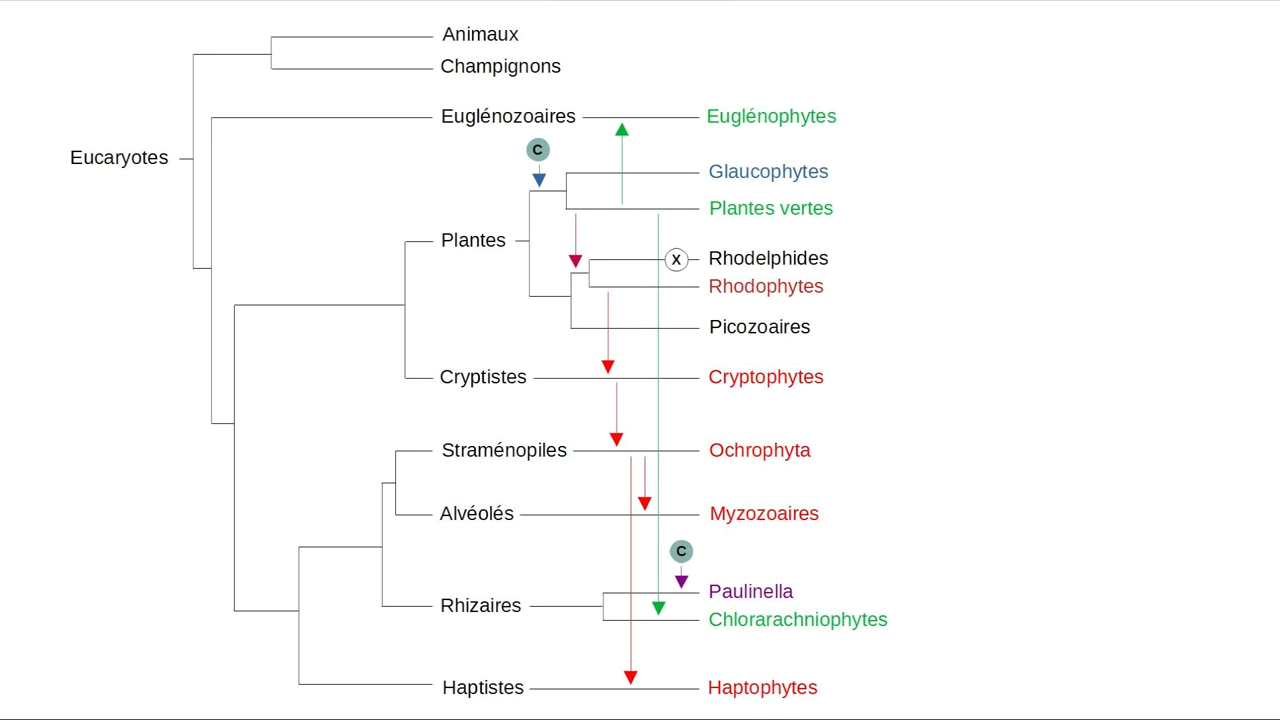 Animaux
Champignons
Euglénozoaires
Euglénophytes
C
Eucaryotes
Glaucophytes
Plantes vertes
Plantes
X
Rhodelphides
Rhodophytes
Picozoaires
Cryptistes
Cryptophytes
Straménopiles
Ochrophyta
Alvéolés
Myzozoaires
C
Paulinella
Rhizaires
Chlorarachniophytes
Haptistes
Haptophytes